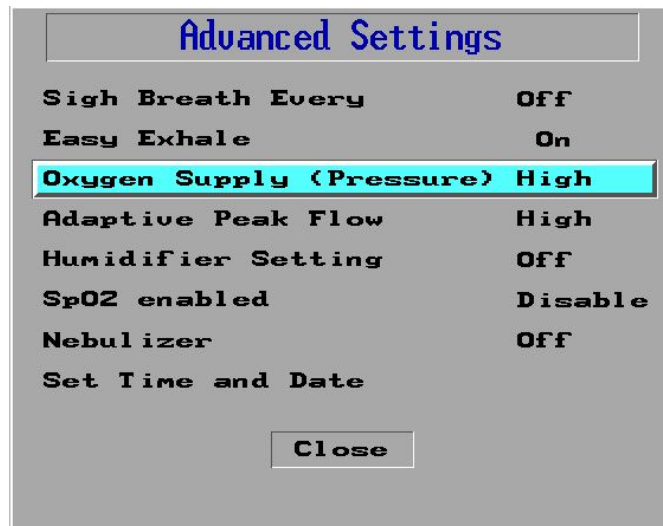 Advanced Settings
Sigh Breath Every Off
Easy Exhale On
Oxygen Supply (Pressure) High
Adaptive Peak Flow High
Humidifier Setting Off
SpO2 enabled Disable
Nebulizer Off
Set Time and Date
Close